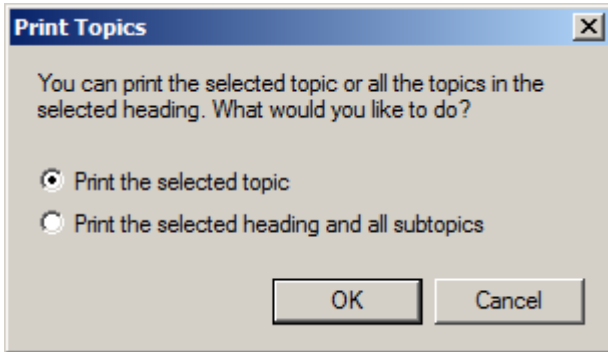 Print Topics
You can print the selected topic or all the topics in the
selected heading. What would you like to do?
Print the selected topic
Print the selected heading and all subtopics
OK
Cancel